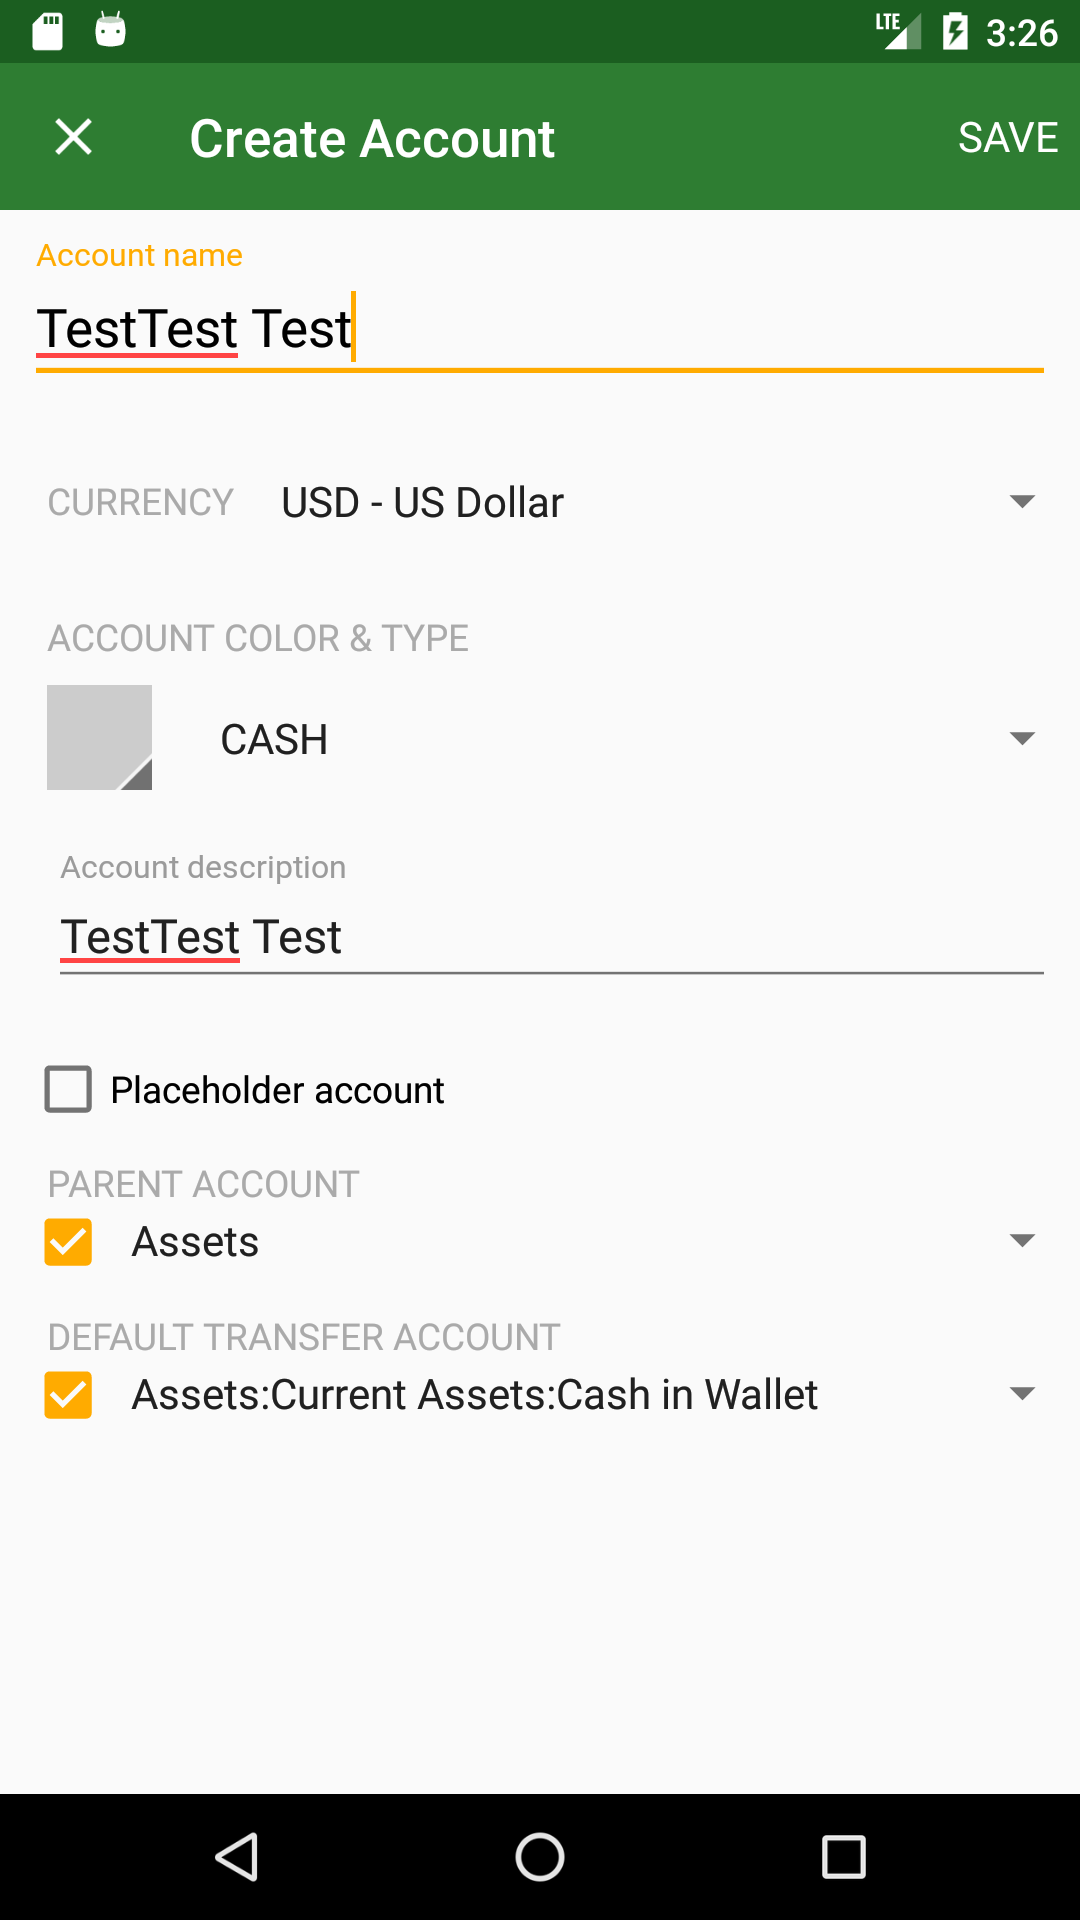 LTE 3:26
Create Account SAVE
Account name
TestTest Test
CURRENCY USD - US Dollar
ACCOUNT COLOR & TYPE
CASH
Account description
TestTest Test
Placeholder account
PARENT ACCOUNT
Assets
DEFAULT TRANSFER ACCOUNT
Assets:Current Assets:Cash in Wallet